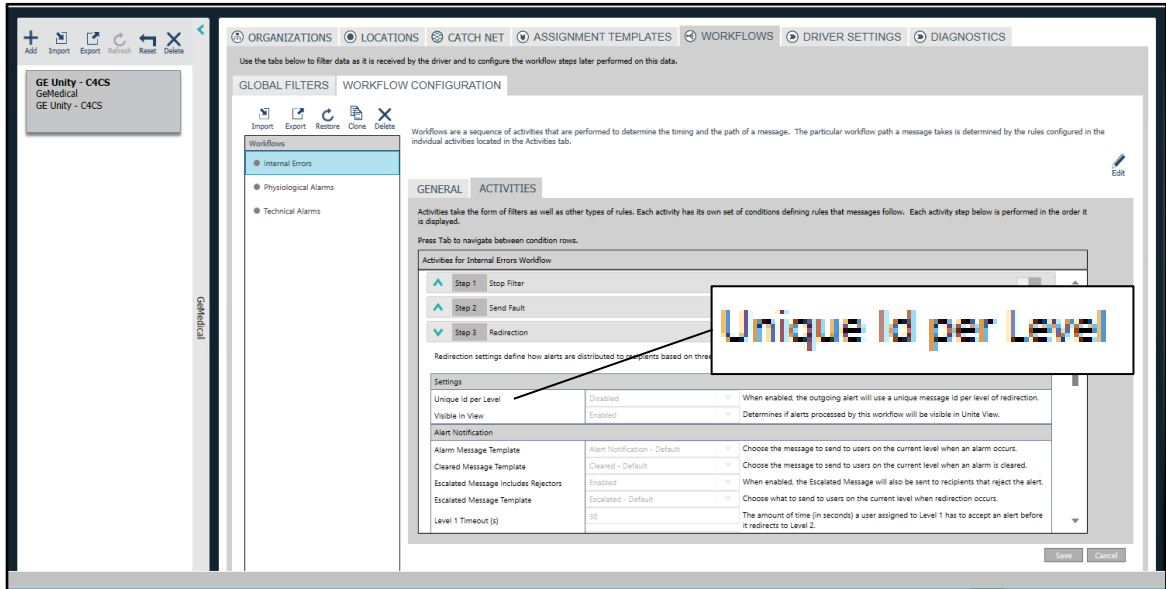 Add Import Export Refresh Reset Delete
GE Unity - C4CS
GeMedical
GE Unity - C4CS
GeMedical
ORGANIZATIONS LOCATIONS CATCH NET ASSIGNMENT TEMPLATES WORKFLOWS DRIVER SETTINGS DIAGNOSTICS
Use the tabs below to filter data as it is received by the driver and to configure the workflow steps later performed on this data.
GLOBAL FILTERS WORKFLOW CONFIGURATION
Import Export Restore Clone Delete
Workflows
Internal Errors
Physiological Alarms
Technical Alarms
Workflows are a sequence of activities that are performed to determine the timing and the path of a message. The particular workflow path a message takes is determined by the rules configured in the
indvidual activities located in the Activities tab.
Edit
GENERAL ACTIVITIES
Activities take the form of filters as well as other types of rules. Each activity has its own set of conditions defining rules that messages follow. Each activity step below is performed in the order it
is displayed.
Press Tab to navigate between condition rows.
Activities for Internal Errors Workflow
Step 1 Stop Filter
Step 2 Send Fault
Step 3 Redirection
Unique Id per Level
Redirection settings define how alerts are distributed to recipients based on three
Settings
Unique Id per Level Disabled When enabled, the outgoing alert will use a unique message Id per level of redirection.
Visible In View Enabled Determines if alerts processed by this workflow will be visible in Unite View.
Alert Notification
Alarm Message Template Alert Notification - Default Choose the message to send to users on the current level when an alarm occurs.
Cleared Message Template Cleared - Default Choose the message to send to users on the current level when an alarm is cleared.
Escalated Message Includes Rejectors Enabled When enabled, the Escalated Message will also be sent to recipients that reject the alert.
Escalated Message Template Escalated - Default Choose what to send to users on the current level when redirection occurs.
Level 1 Timeout (s) 30 The amount of time (in seconds) a user assigned to Level 1 has to accept an alert before
it redirects to Level 2.
Save Cancel